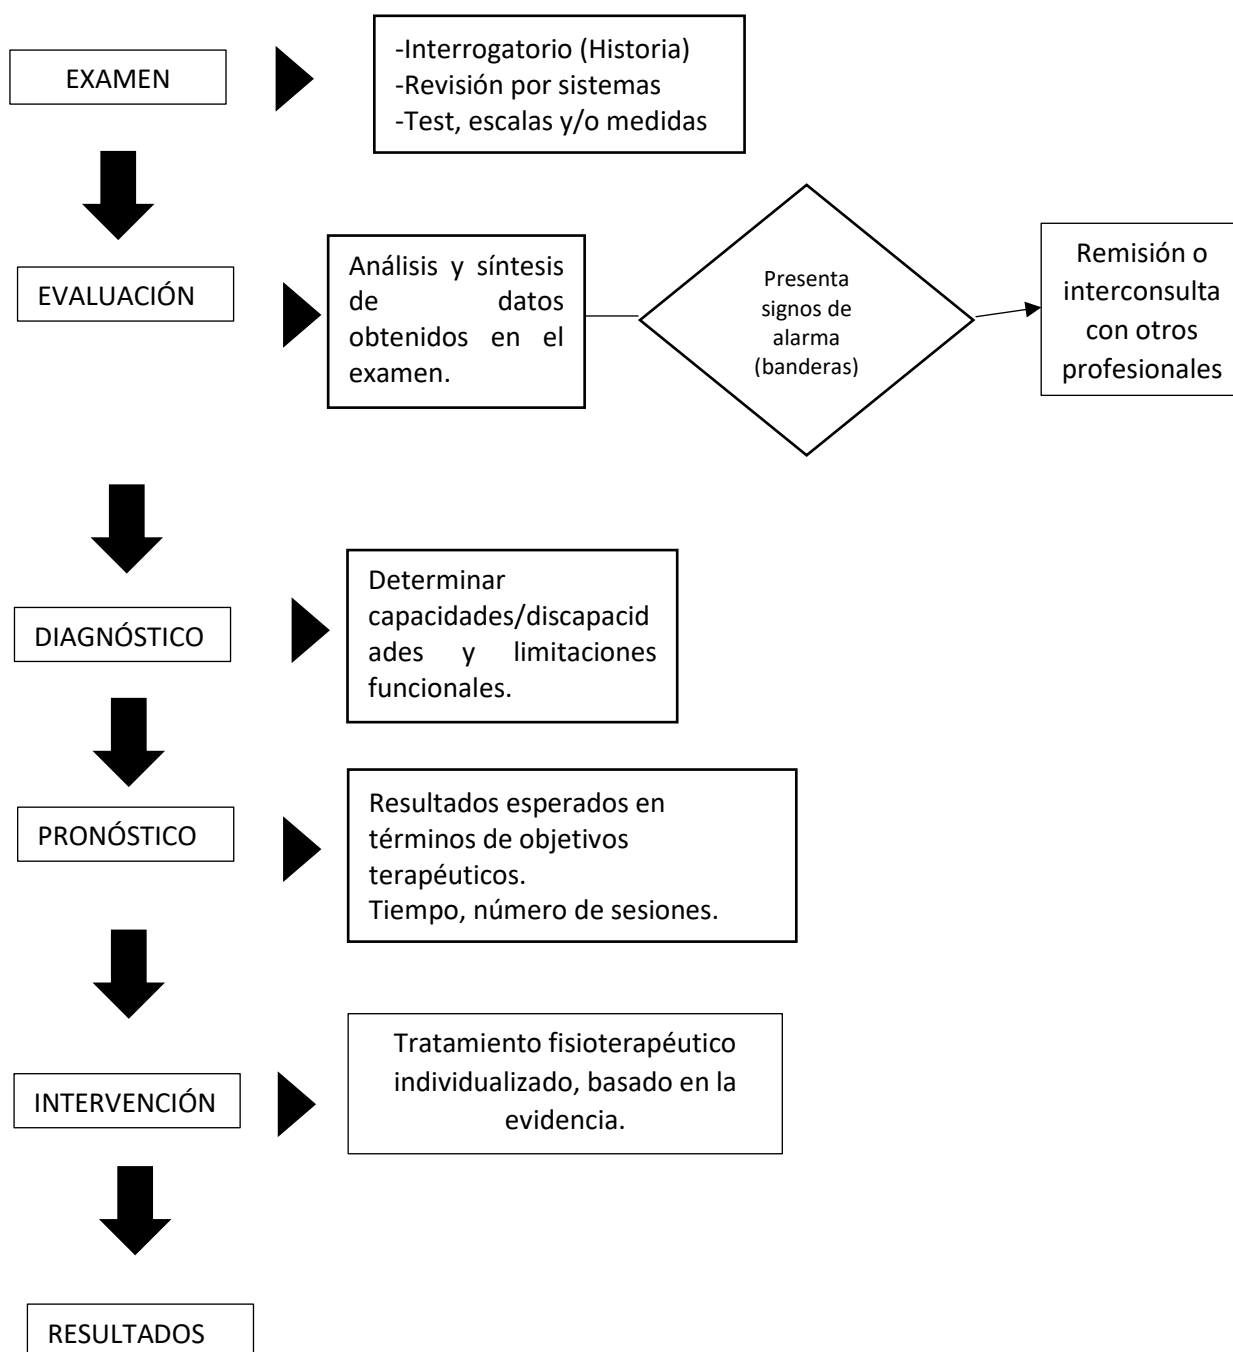 EXAMEN
-Interrogatorio (Historia)
-Revisión por sistemas
-Test, escalas y/o medidas
EVALUACIÓN
Análisis y síntesis
de datos
obtenidos en el
examen.
Presenta
signos de
alarma
(banderas)
Remisión o
interconsulta
con otros
profesionales
DIAGNÓSTICO
Determinar
capacidades/discapacid
ades y limitaciones
funcionales.
PRONÓSTICO
Resultados esperados en
términos de objetivos
terapéuticos.
Tiempo, número de sesiones.
INTERVENCIÓN
Tratamiento fisioterapéutico
individualizado, basado en la
evidencia.
RESULTADOS